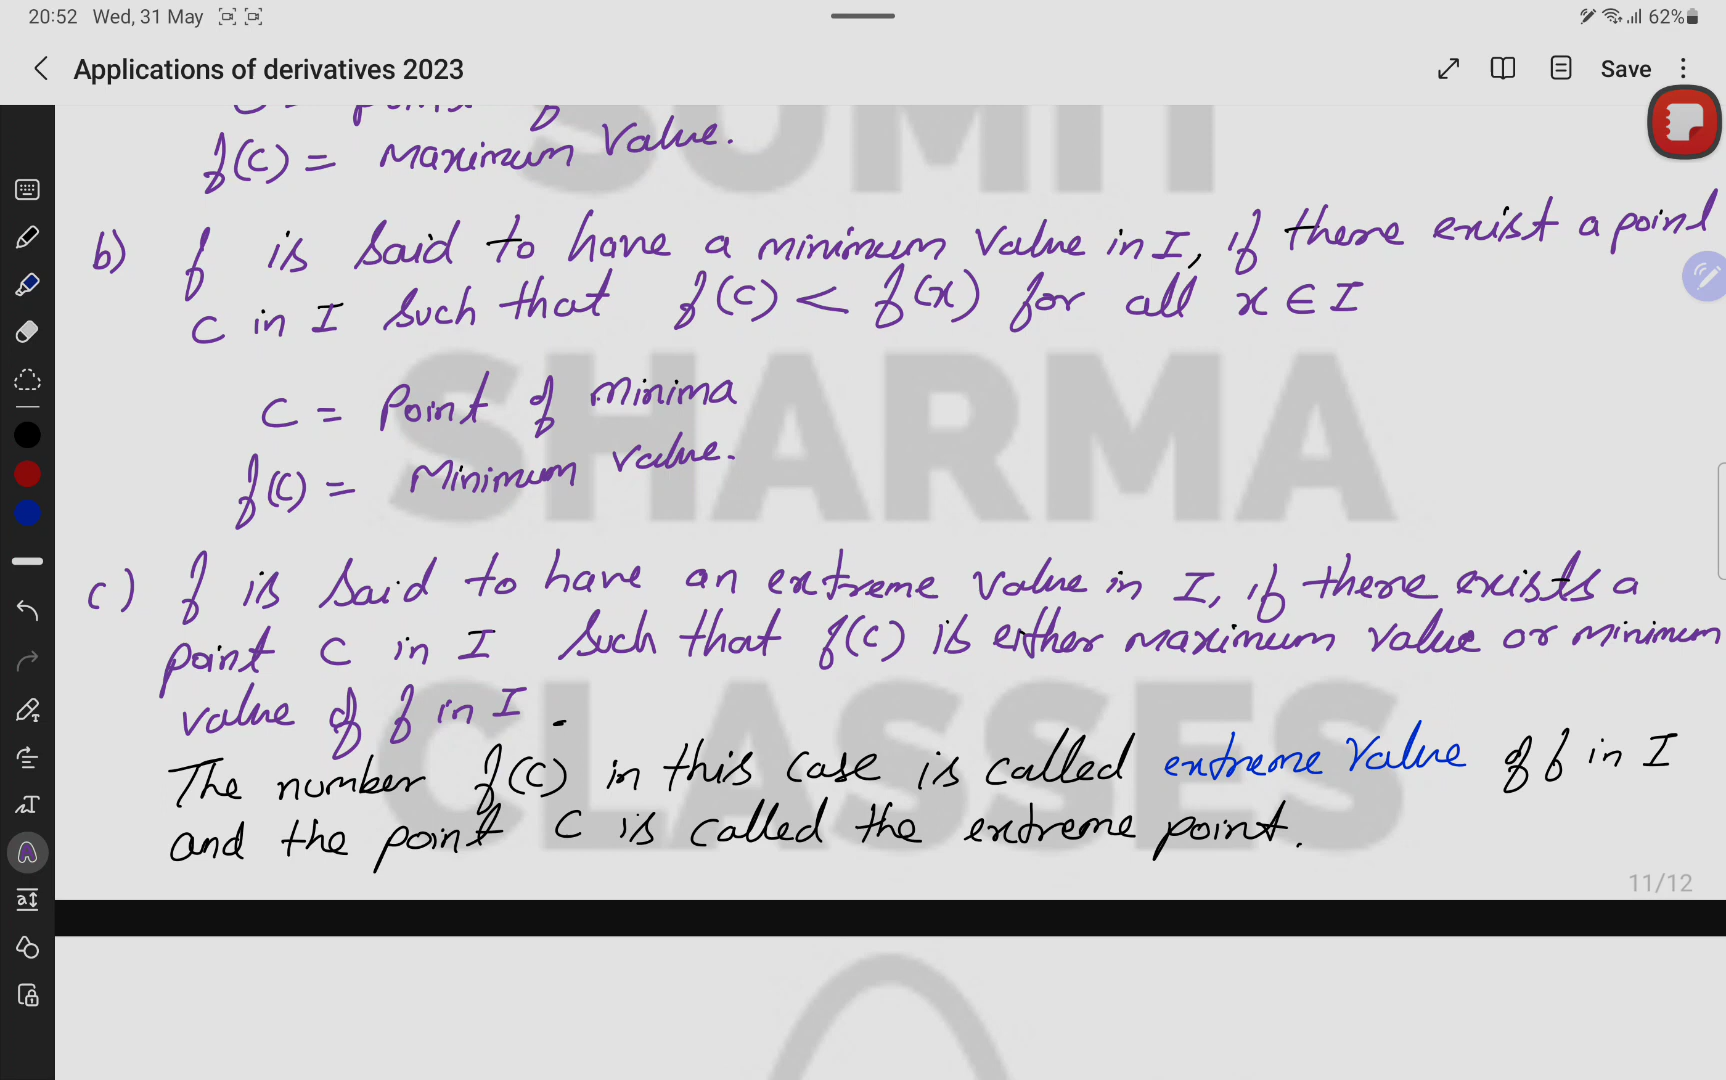 20:52 Wed, 31 May 62%
Applications of derivatives 2023 Save
SUMIT
f(c) = Maximum Value.
b) f is said to have a minimum Value in I, if there exist a point
c in I such that f(c) < f(x) for all x ∈ I
SHARMA
c = Point of Minima
f(c) = Minimum value.
c) f is said to have an extreme value in I, if there exists a
point c in I such that f(c) is either maximum value or minimum
value of f in I.
CLASSES
The number f(c) in this case is called extreme Value of f in I
and the point c is called the extreme point.
11/12